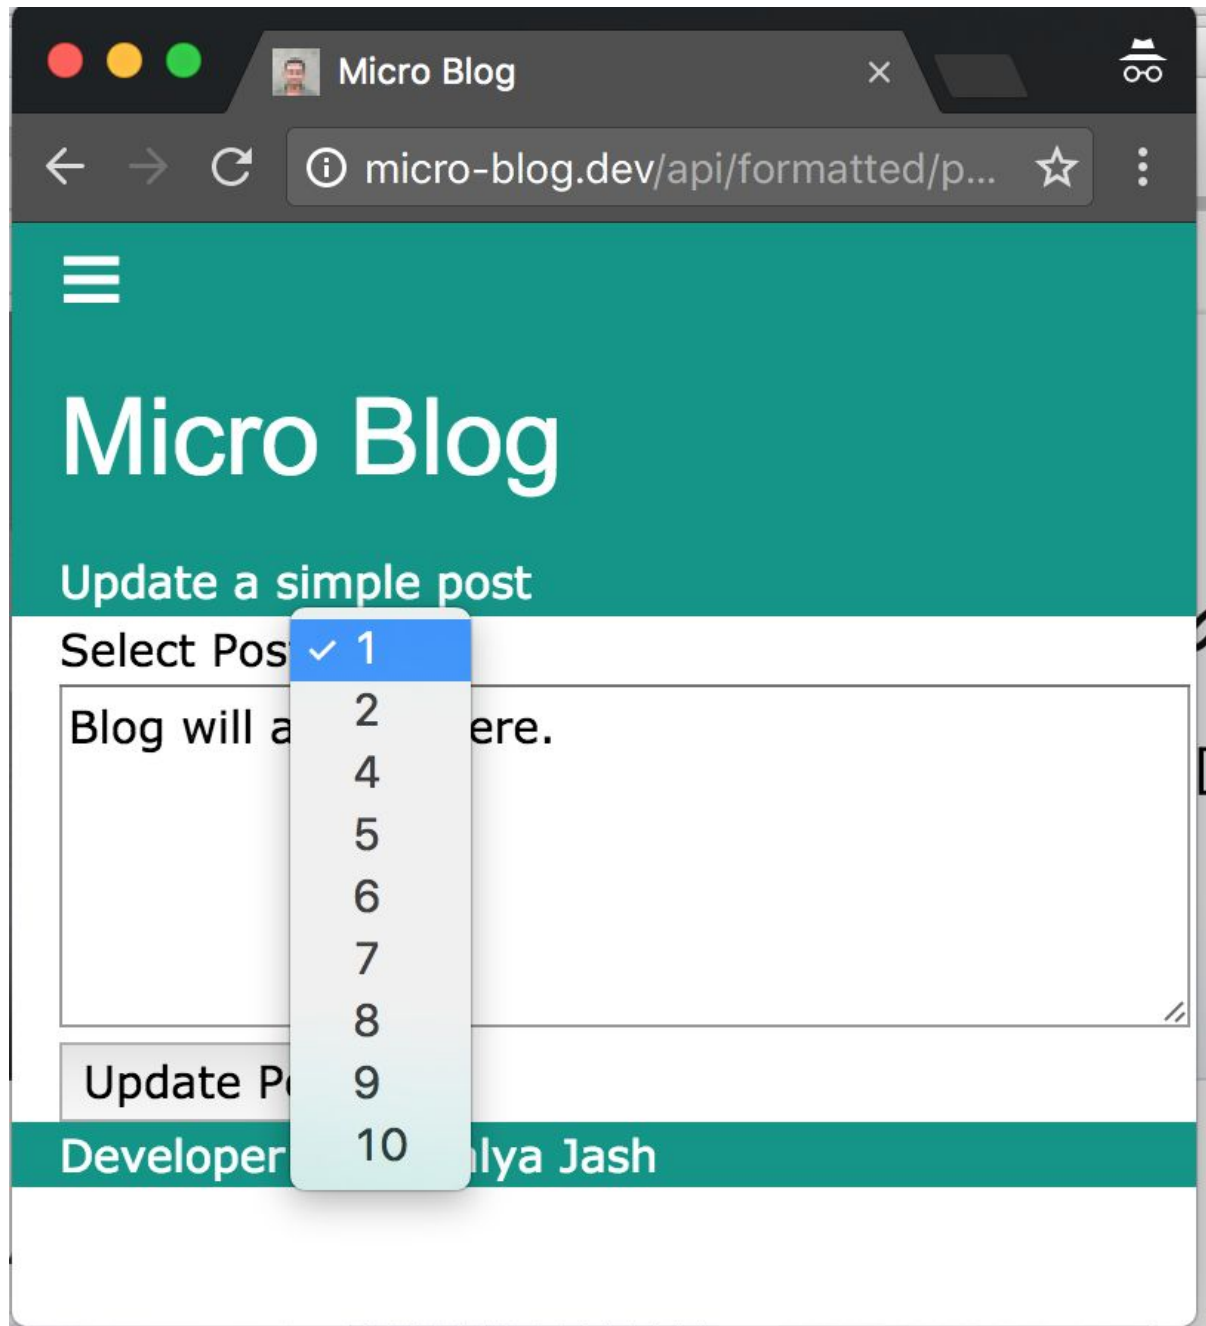 Micro Blog
micro-blog.dev/api/formatted/p...
Micro Blog
Update a simple post
Select Pos
1
2
4
5
6
7
8
9
10
Blog will a ere.
Update P
Developer lya Jash